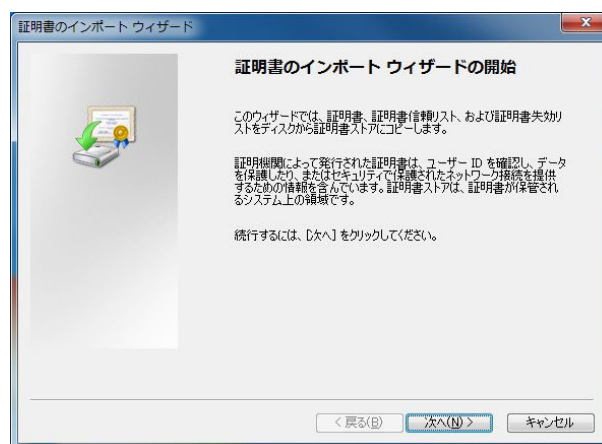 証明書のインポート ウィザード
証明書のインポート ウィザードの開始
このウィザードでは、証明書、証明書信頼リスト、および証明書失効リ
ストをディスクから証明書ストアにコピーします。
証明機関によって発行された証明書は、ユーザー ID を確認し、データ
を保護したり、またはセキュリティで保護されたネットワーク接続を提供
するための情報を含んでいます。証明書ストアは、証明書が保管され
るシステム上の領域です。
続行するには、[次へ] をクリックしてください。
< 戻る(B)
次へ(N) >
キャンセル